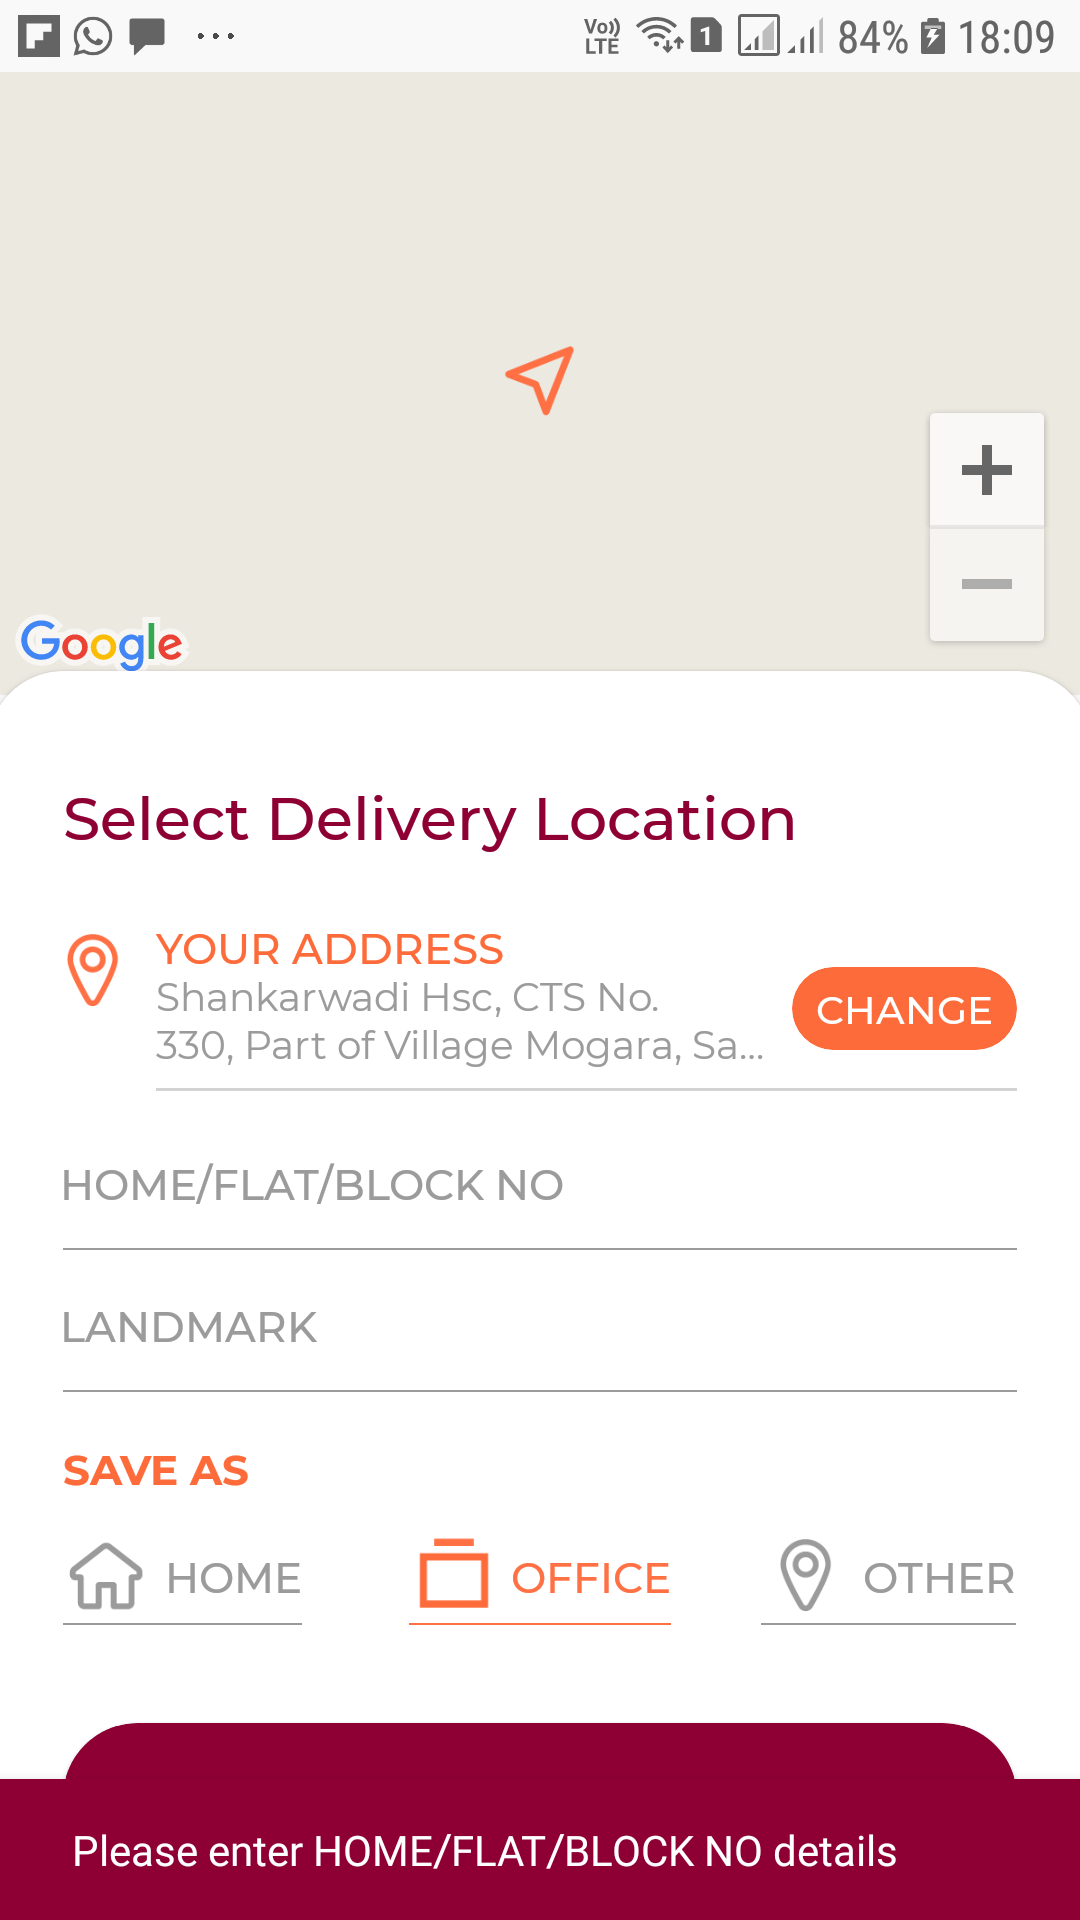 Vo)) LTE 1 84% 18:09
Google
Select Delivery Location
YOUR ADDRESS
Shankarwadi Hsc, CTS No.
330, Part of Village Mogara, Sa...
CHANGE
HOME/FLAT/BLOCK NO
LANDMARK
SAVE AS
HOME OFFICE OTHER
Please enter HOME/FLAT/BLOCK NO details